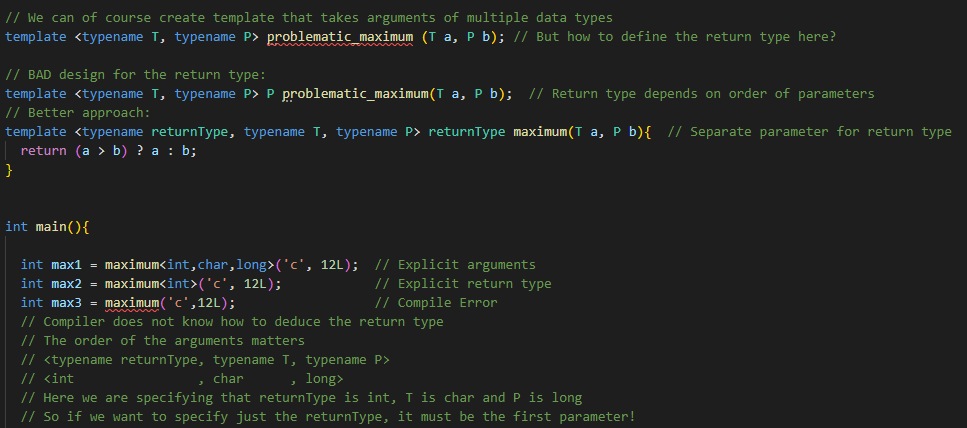 // We can of course create template that takes arguments of multiple data types
template <typename T, typename P> problematic_maximum (T a, P b); // But how to define the return type here?
// BAD design for the return type:
template <typename T, typename P> P problematic_maximum(T a, P b);  // Return type depends on order of parameters
// Better approach:
template <typename returnType, typename T, typename P> returnType maximum(T a, P b){  // Separate parameter for return type
  return (a > b) ? a : b;
}
int main(){
  int max1 = maximum<int,char,long>('c', 12L);  // Explicit arguments
  int max2 = maximum<int>('c', 12L);            // Explicit return type
  int max3 = maximum('c',12L);                  // Compile Error
  // Compiler does not know how to deduce the return type
  // The order of the arguments matters
  // <typename returnType, typename T, typename P>
  // <int                , char      , long>
  // Here we are specifying that returnType is int, T is char and P is long
  // So if we want to specify just the returnType, it must be the first parameter!